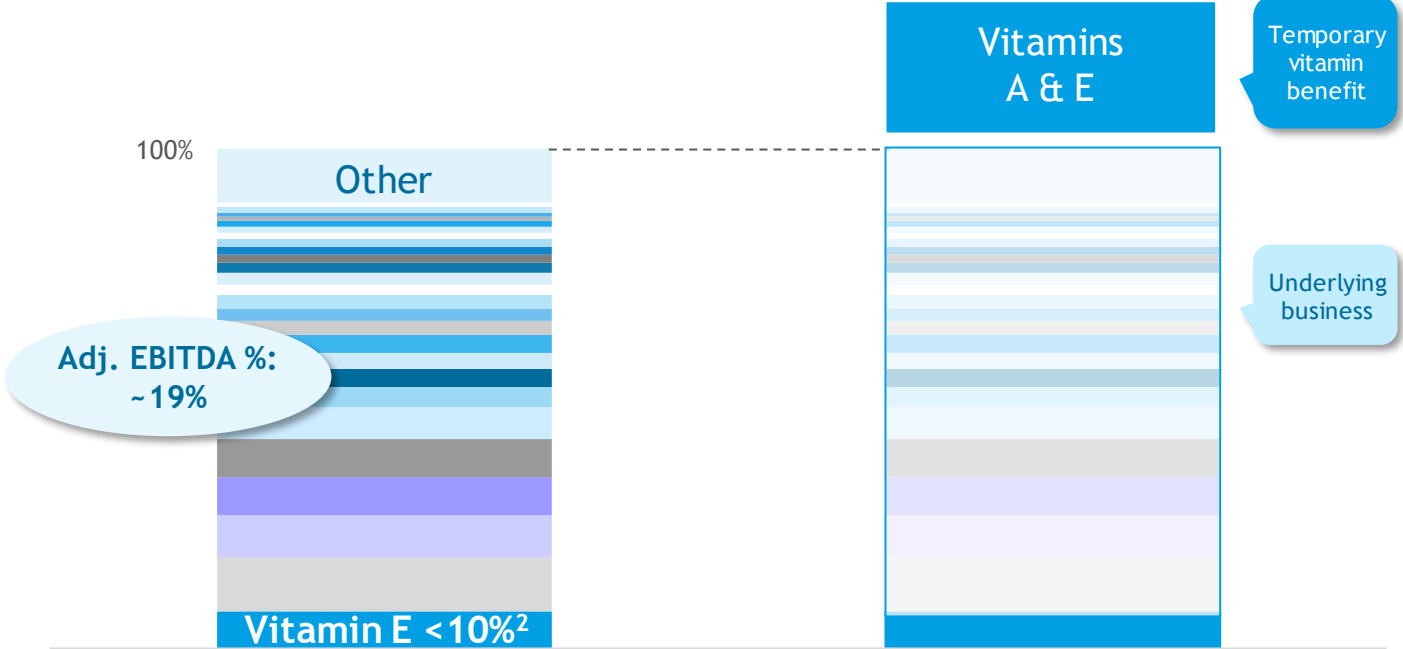 Vitamins
A & E
Temporary
vitamin
benefit
100%
Other
Underlying
business
Adj. EBITDA %:
~19%
Vitamin E <10%²